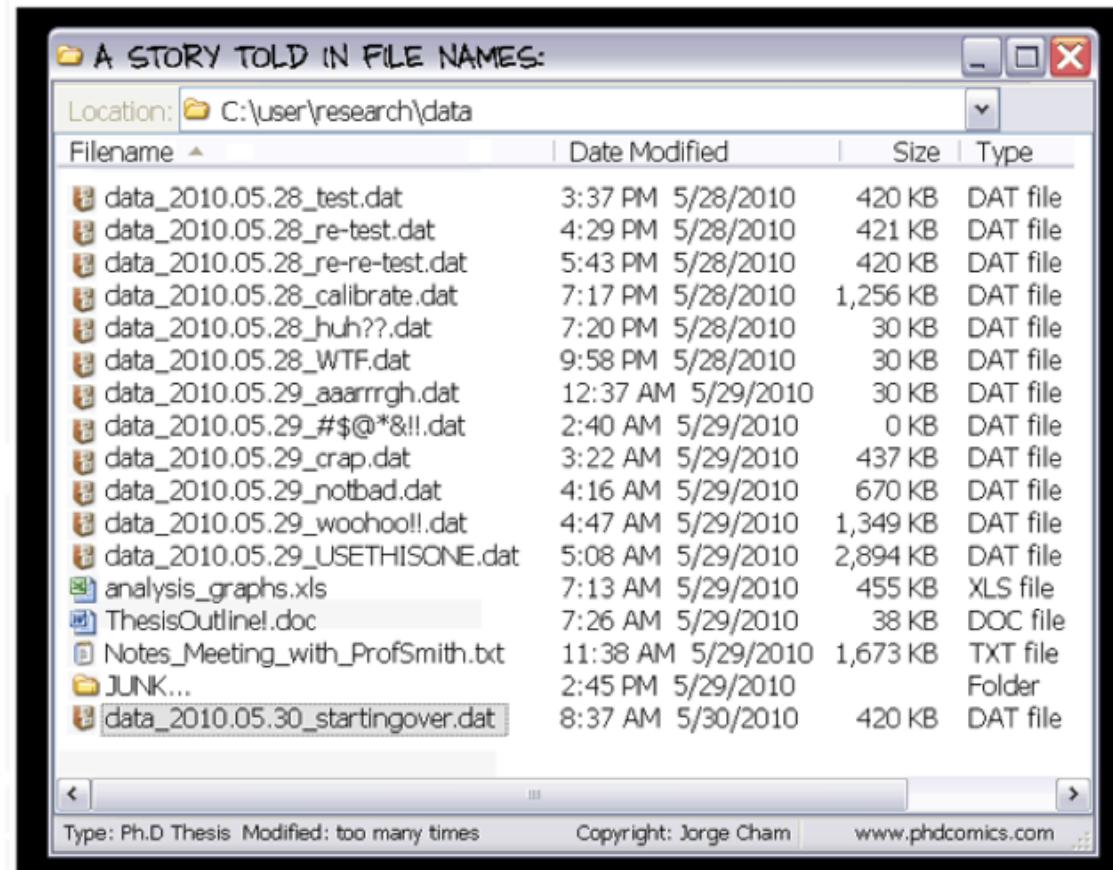 A STORY TOLD IN FILE NAMES:
Location: C:\user\research\data
Filename Date Modified Size Type
data_2010.05.28_test.dat 3:37 PM 5/28/2010 420 KB DAT file
data_2010.05.28_re-test.dat 4:29 PM 5/28/2010 421 KB DAT file
data_2010.05.28_re-re-test.dat 5:43 PM 5/28/2010 420 KB DAT file
data_2010.05.28_calibrate.dat 7:17 PM 5/28/2010 1,256 KB DAT file
data_2010.05.28_huh??.dat 7:20 PM 5/28/2010 30 KB DAT file
data_2010.05.28_WTF.dat 9:58 PM 5/28/2010 30 KB DAT file
data_2010.05.29_aaarrrgh.dat 12:37 AM 5/29/2010 30 KB DAT file
data_2010.05.29_#$@*&!!.dat 2:40 AM 5/29/2010 0 KB DAT file
data_2010.05.29_crap.dat 3:22 AM 5/29/2010 437 KB DAT file
data_2010.05.29_notbad.dat 4:16 AM 5/29/2010 670 KB DAT file
data_2010.05.29_woohoo!!.dat 4:47 AM 5/29/2010 1,349 KB DAT file
data_2010.05.29_USETHISONE.dat 5:08 AM 5/29/2010 2,894 KB DAT file
analysis_graphs.xls 7:13 AM 5/29/2010 455 KB XLS file
ThesisOutline!.doc 7:26 AM 5/29/2010 38 KB DOC file
Notes_Meeting_with_ProfSmith.txt 11:38 AM 5/29/2010 1,673 KB TXT file
JUNK... 2:45 PM 5/29/2010 Folder
data_2010.05.30_startingover.dat 8:37 AM 5/30/2010 420 KB DAT file
Type: Ph.D Thesis Modified: too many times Copyright: Jorge Cham www.phdcomics.com